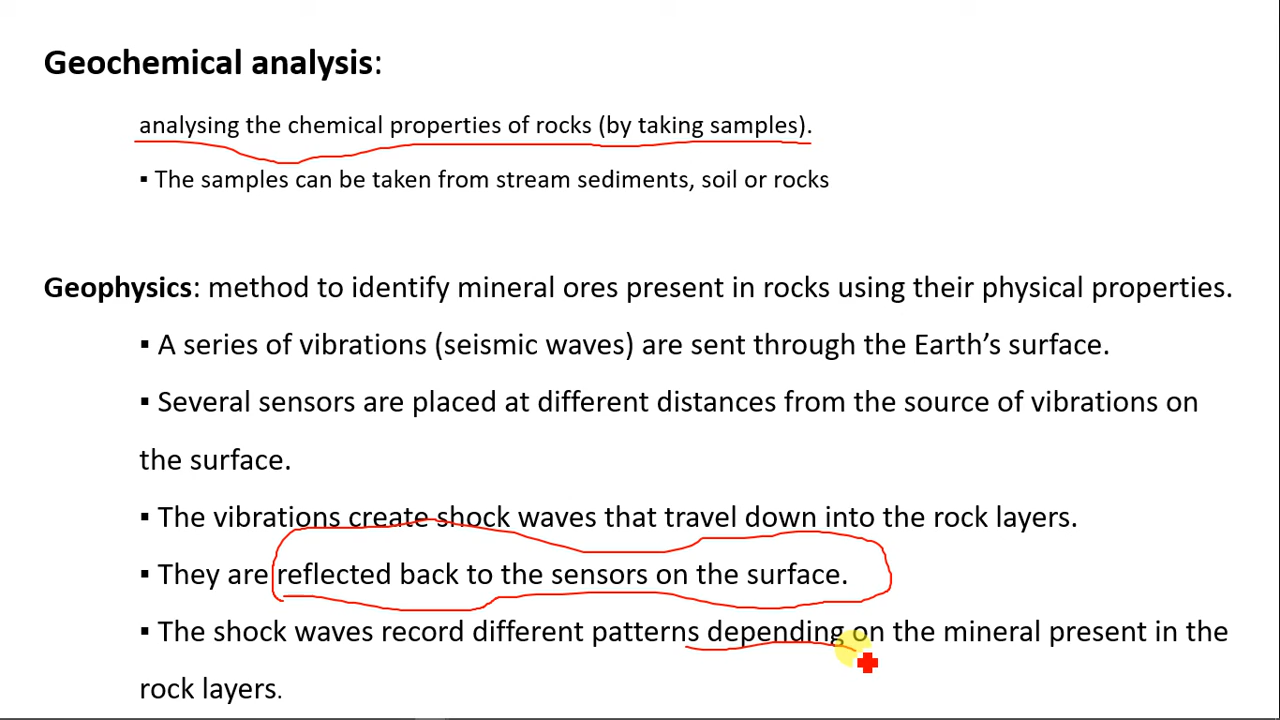 Geochemical analysis:
analysing the chemical properties of rocks (by taking samples).
▪ The samples can be taken from stream sediments, soil or rocks
Geophysics: method to identify mineral ores present in rocks using their physical properties.
▪ A series of vibrations (seismic waves) are sent through the Earth’s surface.
▪ Several sensors are placed at different distances from the source of vibrations on
the surface.
▪ The vibrations create shock waves that travel down into the rock layers.
▪ They are reflected back to the sensors on the surface.
▪ The shock waves record different patterns depending on the mineral present in the
rock layers.